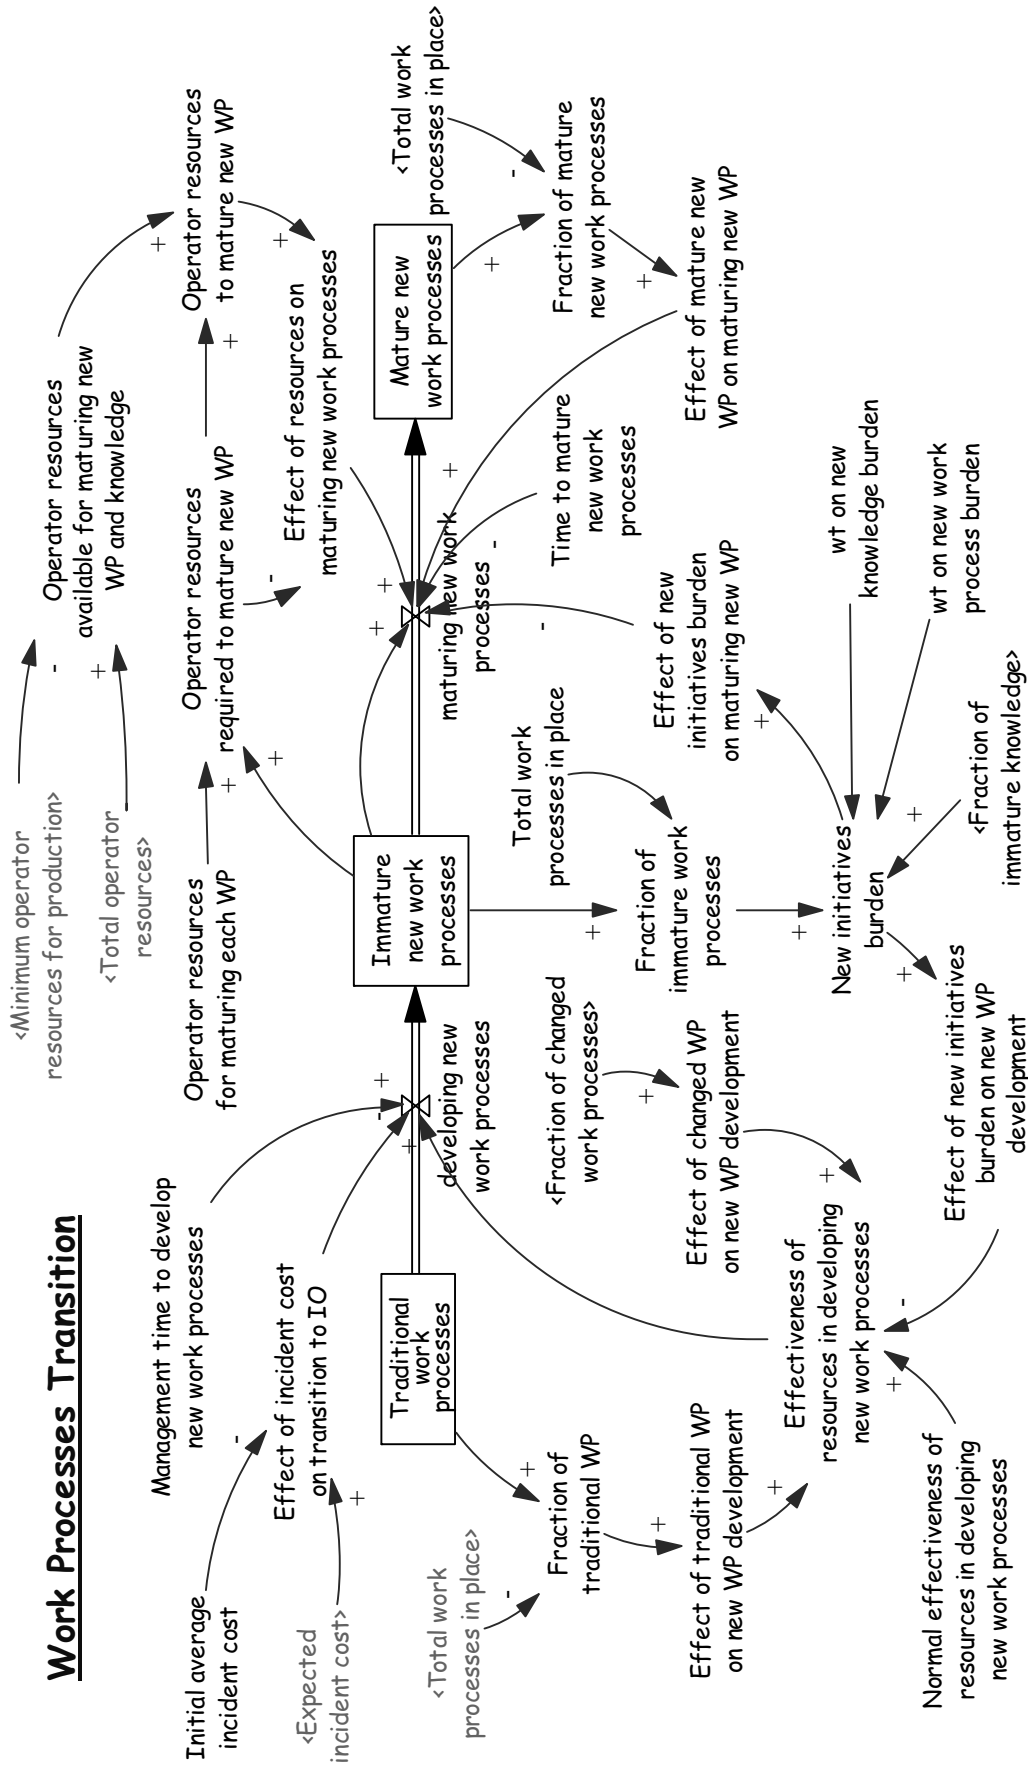 Work Processes Transition
<Minimum operator
resources for production>
<Total operator
resources>
Operator resources
available for maturing new
WP and knowledge
Operator resources
for maturing each WP
Operator resources
required to mature new WP
Operator resources
to mature new WP
Management time to develop
new work processes
Initial average
incident cost
Effect of incident cost
on transition to IO
<Expected
incident cost>
Effect of resources on
maturing new work processes
<Total work
processes in place>
Traditional
work
processes
developing new
work processes
Immature
new work
processes
maturing new work
processes
Mature new
work processes
<Total work
processes in place>
Fraction of
traditional WP
<Fraction of changed
work processes>
Total work
processes in place
Time to mature
new work
processes
Fraction of mature
new work processes
Effect of traditional WP
on new WP development
Effect of changed WP
on new WP development
Fraction of
immature work
processes
Effect of new
initiatives burden
on maturing new WP
Effect of mature new
WP on maturing new WP
Effectiveness of
resources in developing
new work processes
New initiatives
burden
wt on new
knowledge burden
wt on new work
process burden
Normal effectiveness of
resources in developing
new work processes
Effect of new initiatives
burden on new WP
development
<Fraction of
immature knowledge>